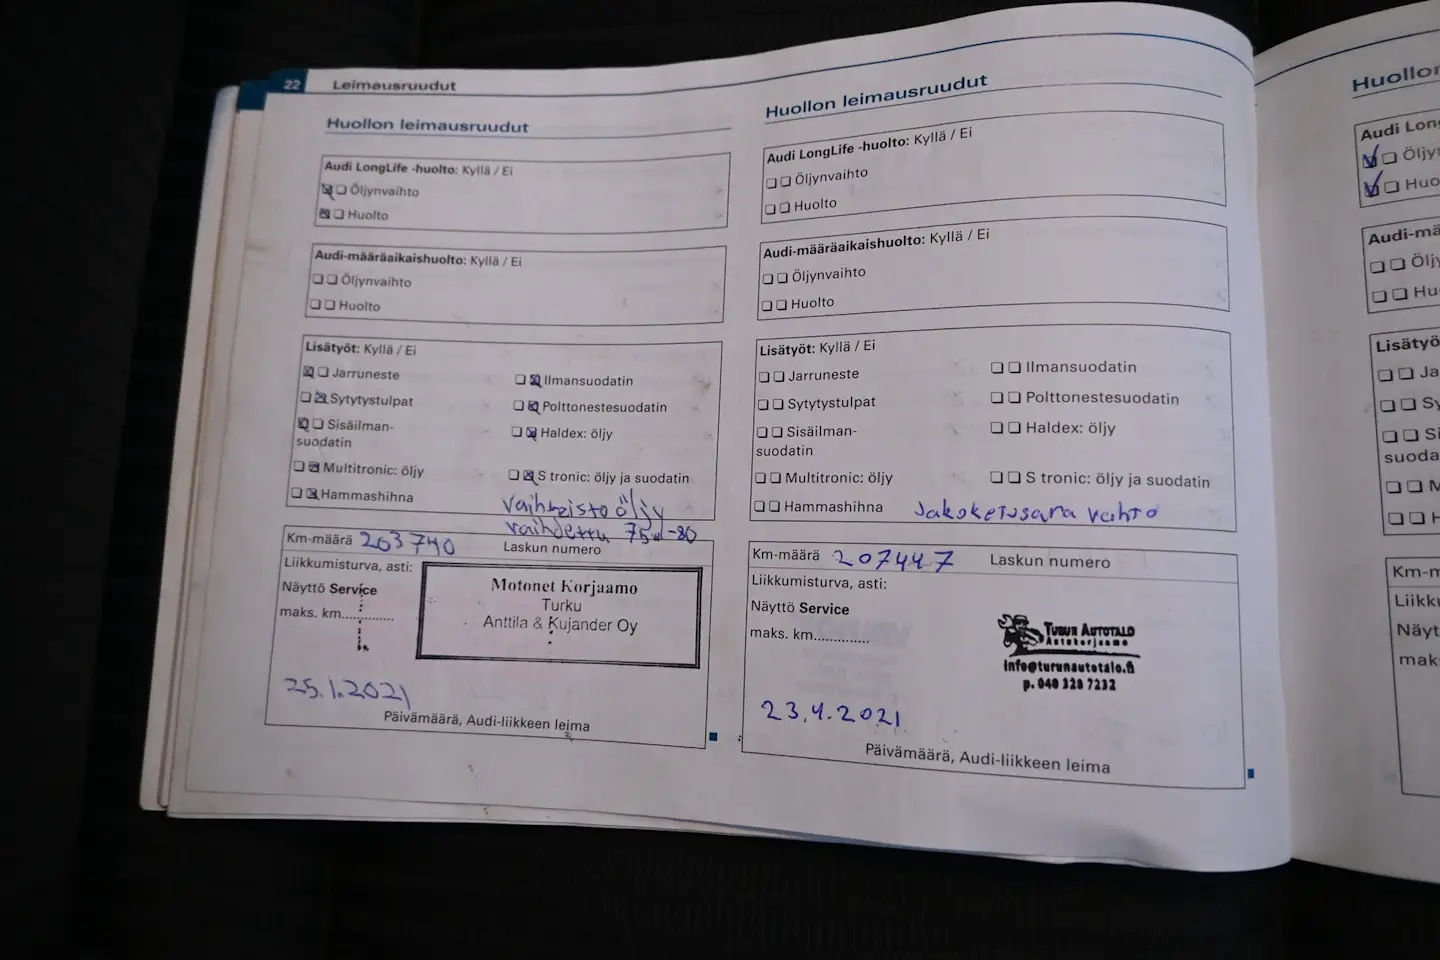 22 Leimausruudut
Huollon leimausruudut
Audi LongLife -huolto: Kyllä / Ei
Öljynvaihto
Huolto
Audi-määräaikaishuolto: Kyllä / Ei
Öljynvaihto
Huolto
Lisätyöt: Kyllä / Ei
Jarruneste
Ilmansuodatin
Sytytystulpat
Polttonestesuodatin
Sisäilman-
suodatin
Haldex: öljy
Multitronic: öljy
S tronic: öljy ja suodatin
Hammashihna
Vaihteistoöljy
vaihdettu 75w-80
Km-määrä 203740
Laskun numero
Liikkumisturva, asti:
Näyttö Service
maks. km..............
Motonet Korjaamo
Turku
Anttila & Kujander Oy
25.1.2021
Päivämäärä, Audi-liikkeen leima
Huollon leimausruudut
Audi LongLife -huolto: Kyllä / Ei
Öljynvaihto
Huolto
Audi-määräaikaishuolto: Kyllä / Ei
Öljynvaihto
Huolto
Lisätyöt: Kyllä / Ei
Jarruneste
Ilmansuodatin
Sytytystulpat
Polttonestesuodatin
Sisäilman-
suodatin
Haldex: öljy
Multitronic: öljy
S tronic: öljy ja suodatin
Hammashihna
vaihto
Km-määrä 207447
Laskun numero
Liikkumisturva, asti:
Näyttö Service
maks. km..............
Turun Autotalo
Autokorjaamo
info@turunautotalo.fi
p. 040 328 7232
23.4.2021
Päivämäärä, Audi-liikkeen leima
Huollon
Audi Lon
Öljy
Huo
Audi-mä
Öljy
Hu
Lisätyö
Ja
Sy
Si
suoda
M
H
Km-m
Liikk
Näyt
mak